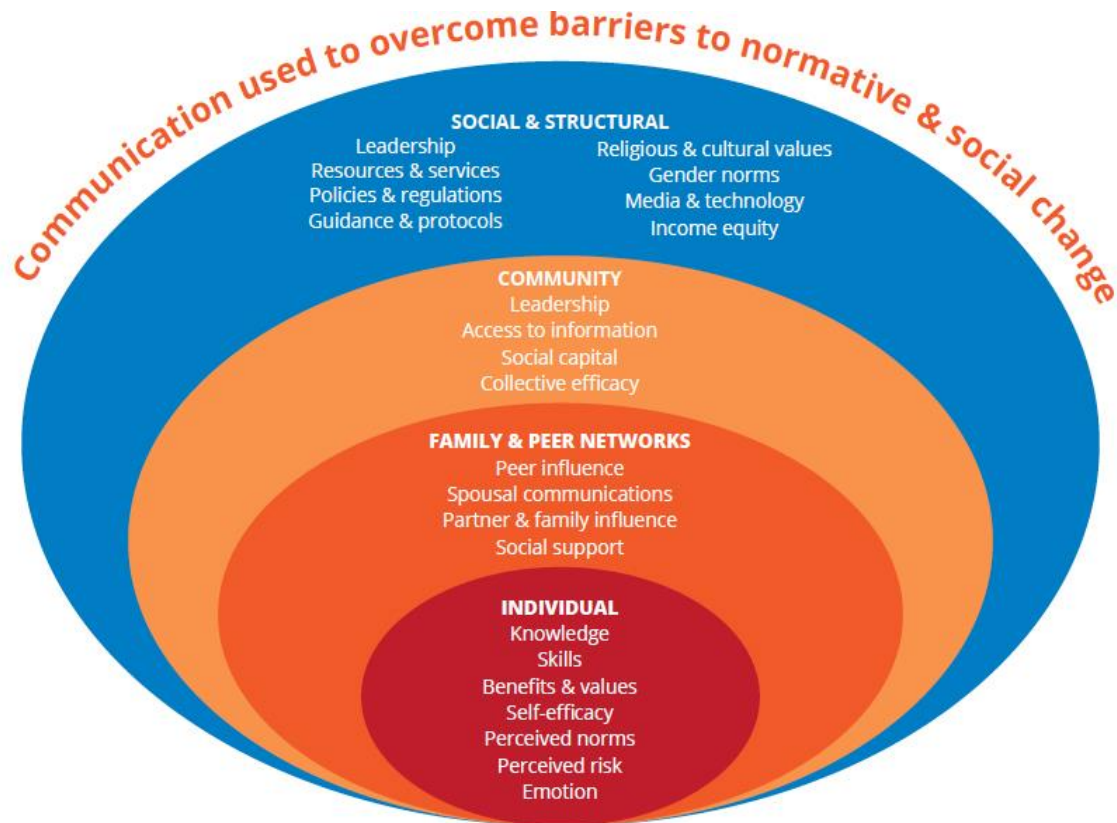 Communication used to overcome barriers to normative & social change
SOCIAL & STRUCTURAL
Leadership
Resources & services
Policies & regulations
Guidance & protocols
Religious & cultural values
Gender norms
Media & technology
Income equity
COMMUNITY
Leadership
Access to information
Social capital
Collective efficacy
FAMILY & PEER NETWORKS
Peer influence
Spousal communications
Partner & family influence
Social support
INDIVIDUAL
Knowledge
Skills
Benefits & values
Self-efficacy
Perceived norms
Perceived risk
Emotion